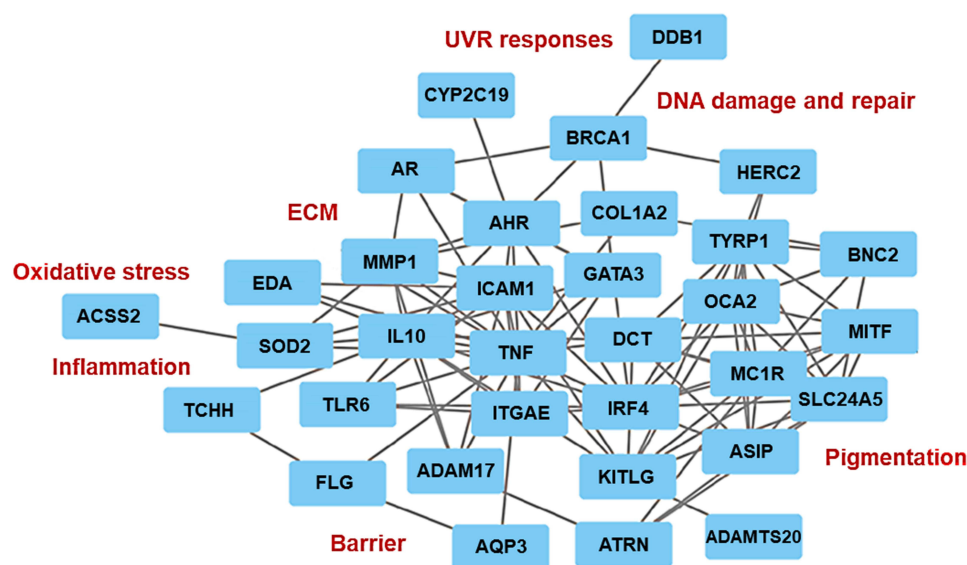 DDB1
UVR responses
CYP2C19
DNA damage and repair
BRCA1
AR
HERC2
ECM
AHR
COL1A2
TYRP1
BNC2
MMP1
GATA3
Oxidative stress
EDA
ICAM1
OCA2
ACSS2
SOD2
IL10
TNF
DCT
MITF
Inflammation
MC1R
SLC24A5
TCHH
TLR6
ITGAE
IRF4
ASIP
Pigmentation
FLG
ADAM17
KITLG
Barrier
AQP3
ATRN
ADAMTS20